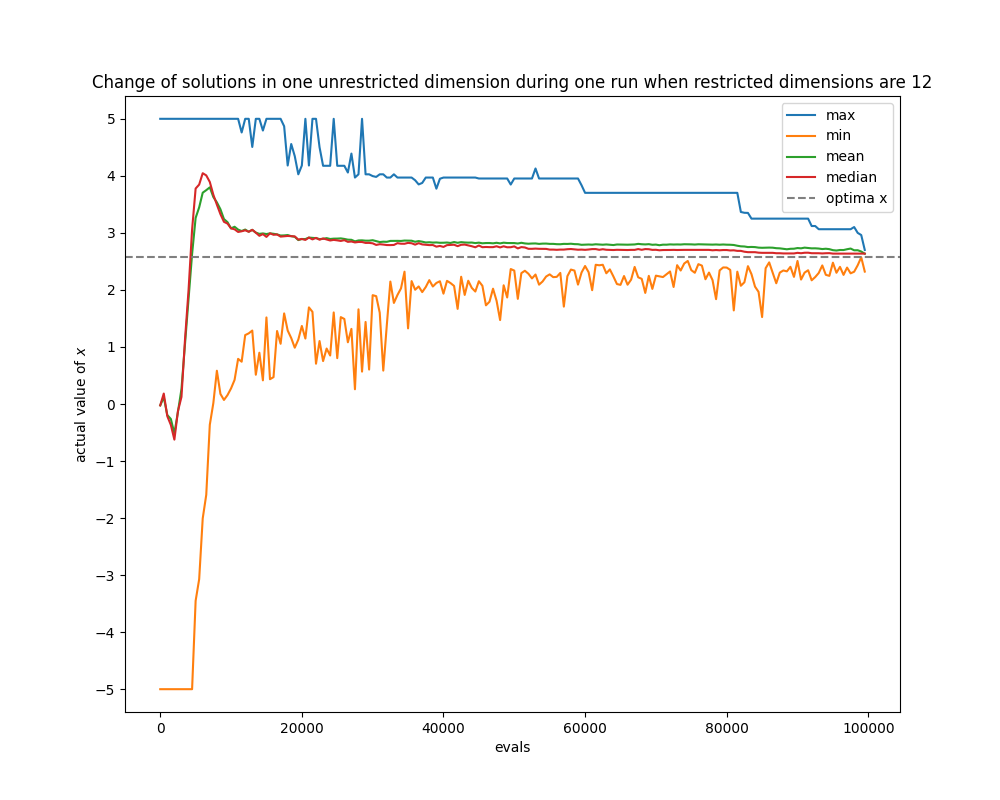 Change of solutions in one unrestricted dimension during one run when restricted dimensions are 12
max
min
mean
median
optima x
5
4
3
2
1
0
−1
−2
−3
−4
−5
actual value of x
0
20000
40000
60000
80000
100000
evals